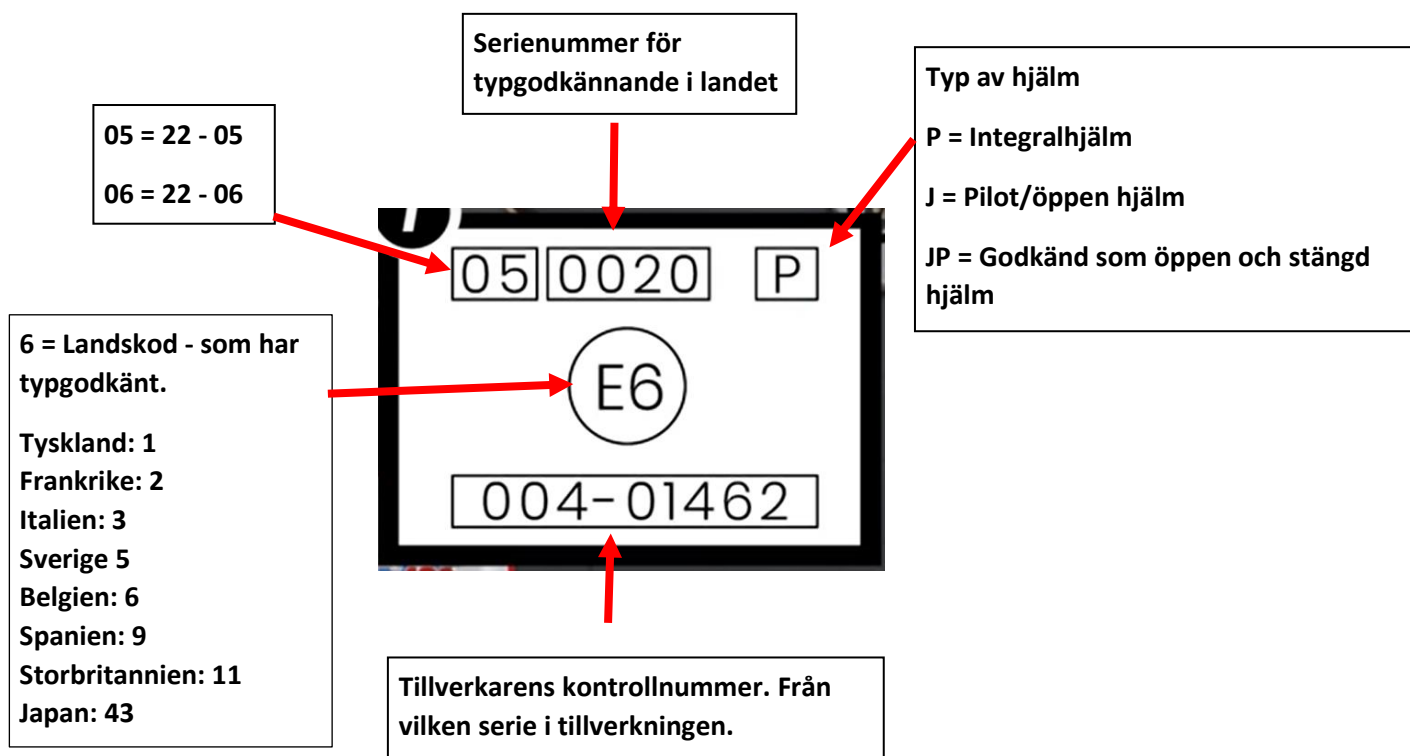 Serienummer för
typgodkännande i landet
Typ av hjälm
P = Integralhjälm
J = Pilot/öppen hjälm
JP = Godkänd som öppen och stängd
hjälm
05 = 22 - 05
06 = 22 - 06
05 0020 P
E6
004-01462
6 = Landskod - som har
typgodkänt.
Tyskland: 1
Frankrike: 2
Italien: 3
Sverige 5
Belgien: 6
Spanien: 9
Storbritannien: 11
Japan: 43
Tillverkarens kontrollnummer. Från
vilken serie i tillverkningen.